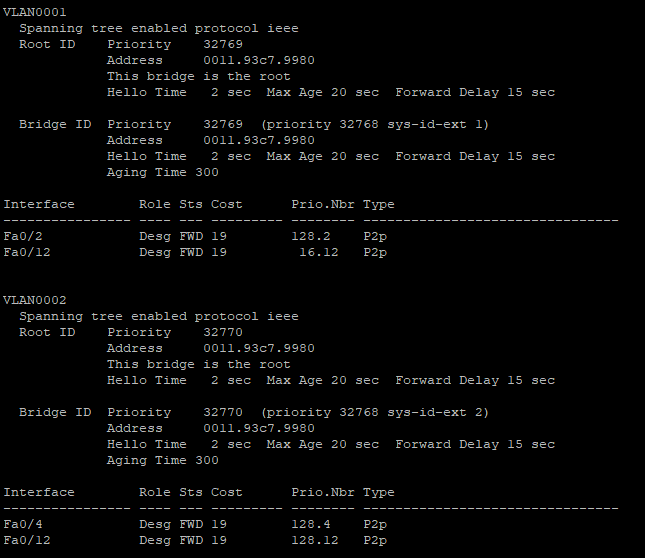 VLAN0001
  Spanning tree enabled protocol ieee
  Root ID    Priority    32769
             Address     0011.93c7.9980
             This bridge is the root
             Hello Time   2 sec  Max Age 20 sec  Forward Delay 15 sec
  Bridge ID  Priority    32769  (priority 32768 sys-id-ext 1)
             Address     0011.93c7.9980
             Hello Time   2 sec  Max Age 20 sec  Forward Delay 15 sec
             Aging Time 300
Interface        Role Sts Cost      Prio.Nbr Type
---------------- ---- --- --------- -------- --------------------------------
Fa0/2            Desg FWD 19        128.2    P2p
Fa0/12           Desg FWD 19         16.12   P2p
VLAN0002
  Spanning tree enabled protocol ieee
  Root ID    Priority    32770
             Address     0011.93c7.9980
             This bridge is the root
             Hello Time   2 sec  Max Age 20 sec  Forward Delay 15 sec
  Bridge ID  Priority    32770  (priority 32768 sys-id-ext 2)
             Address     0011.93c7.9980
             Hello Time   2 sec  Max Age 20 sec  Forward Delay 15 sec
             Aging Time 300
Interface        Role Sts Cost      Prio.Nbr Type
---------------- ---- --- --------- -------- --------------------------------
Fa0/4            Desg FWD 19        128.4    P2p
Fa0/12           Desg FWD 19        128.12   P2p